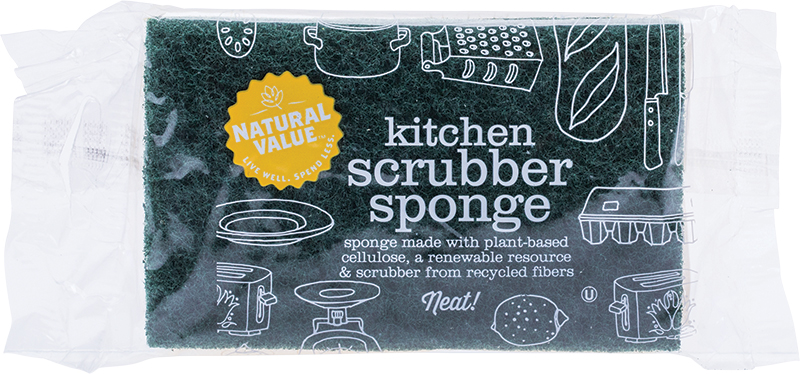 NATURAL
VALUE™
LIVE WELL. SPEND LESS.
kitchen
scrubber
sponge
sponge made with plant-based
cellulose, a renewable resource
& scrubber from recycled fibers
Neat!
U